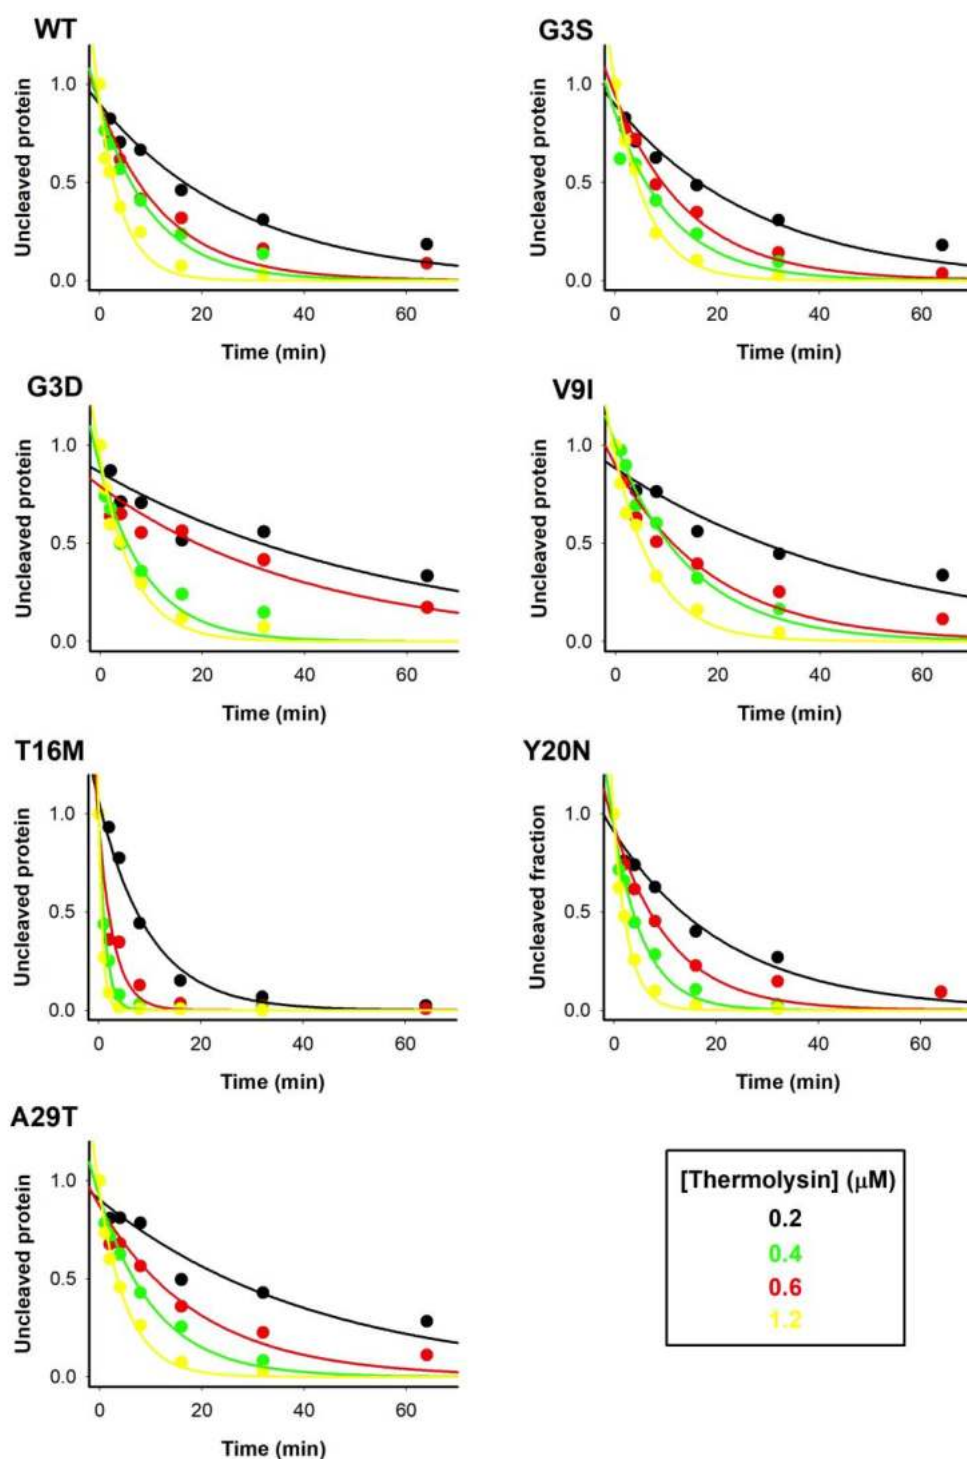 WT
G3S
Uncleaved protein
1.0
0.5
0.0
0 20 40 60
Time (min)
Uncleaved protein
1.0
0.5
0.0
0 20 40 60
Time (min)
G3D
V9I
Uncleaved protein
1.0
0.5
0.0
0 20 40 60
Time (min)
Uncleaved protein
1.0
0.5
0.0
0 20 40 60
Time (min)
T16M
Y20N
Uncleaved protein
1.0
0.5
0.0
0 20 40 60
Time (min)
Uncleaved fraction
1.0
0.5
0.0
0 20 40 60
Time (min)
A29T
Uncleaved protein
1.0
0.5
0.0
0 20 40 60
Time (min)
[Thermolysin] (μM)
0.2
0.4
0.6
1.2